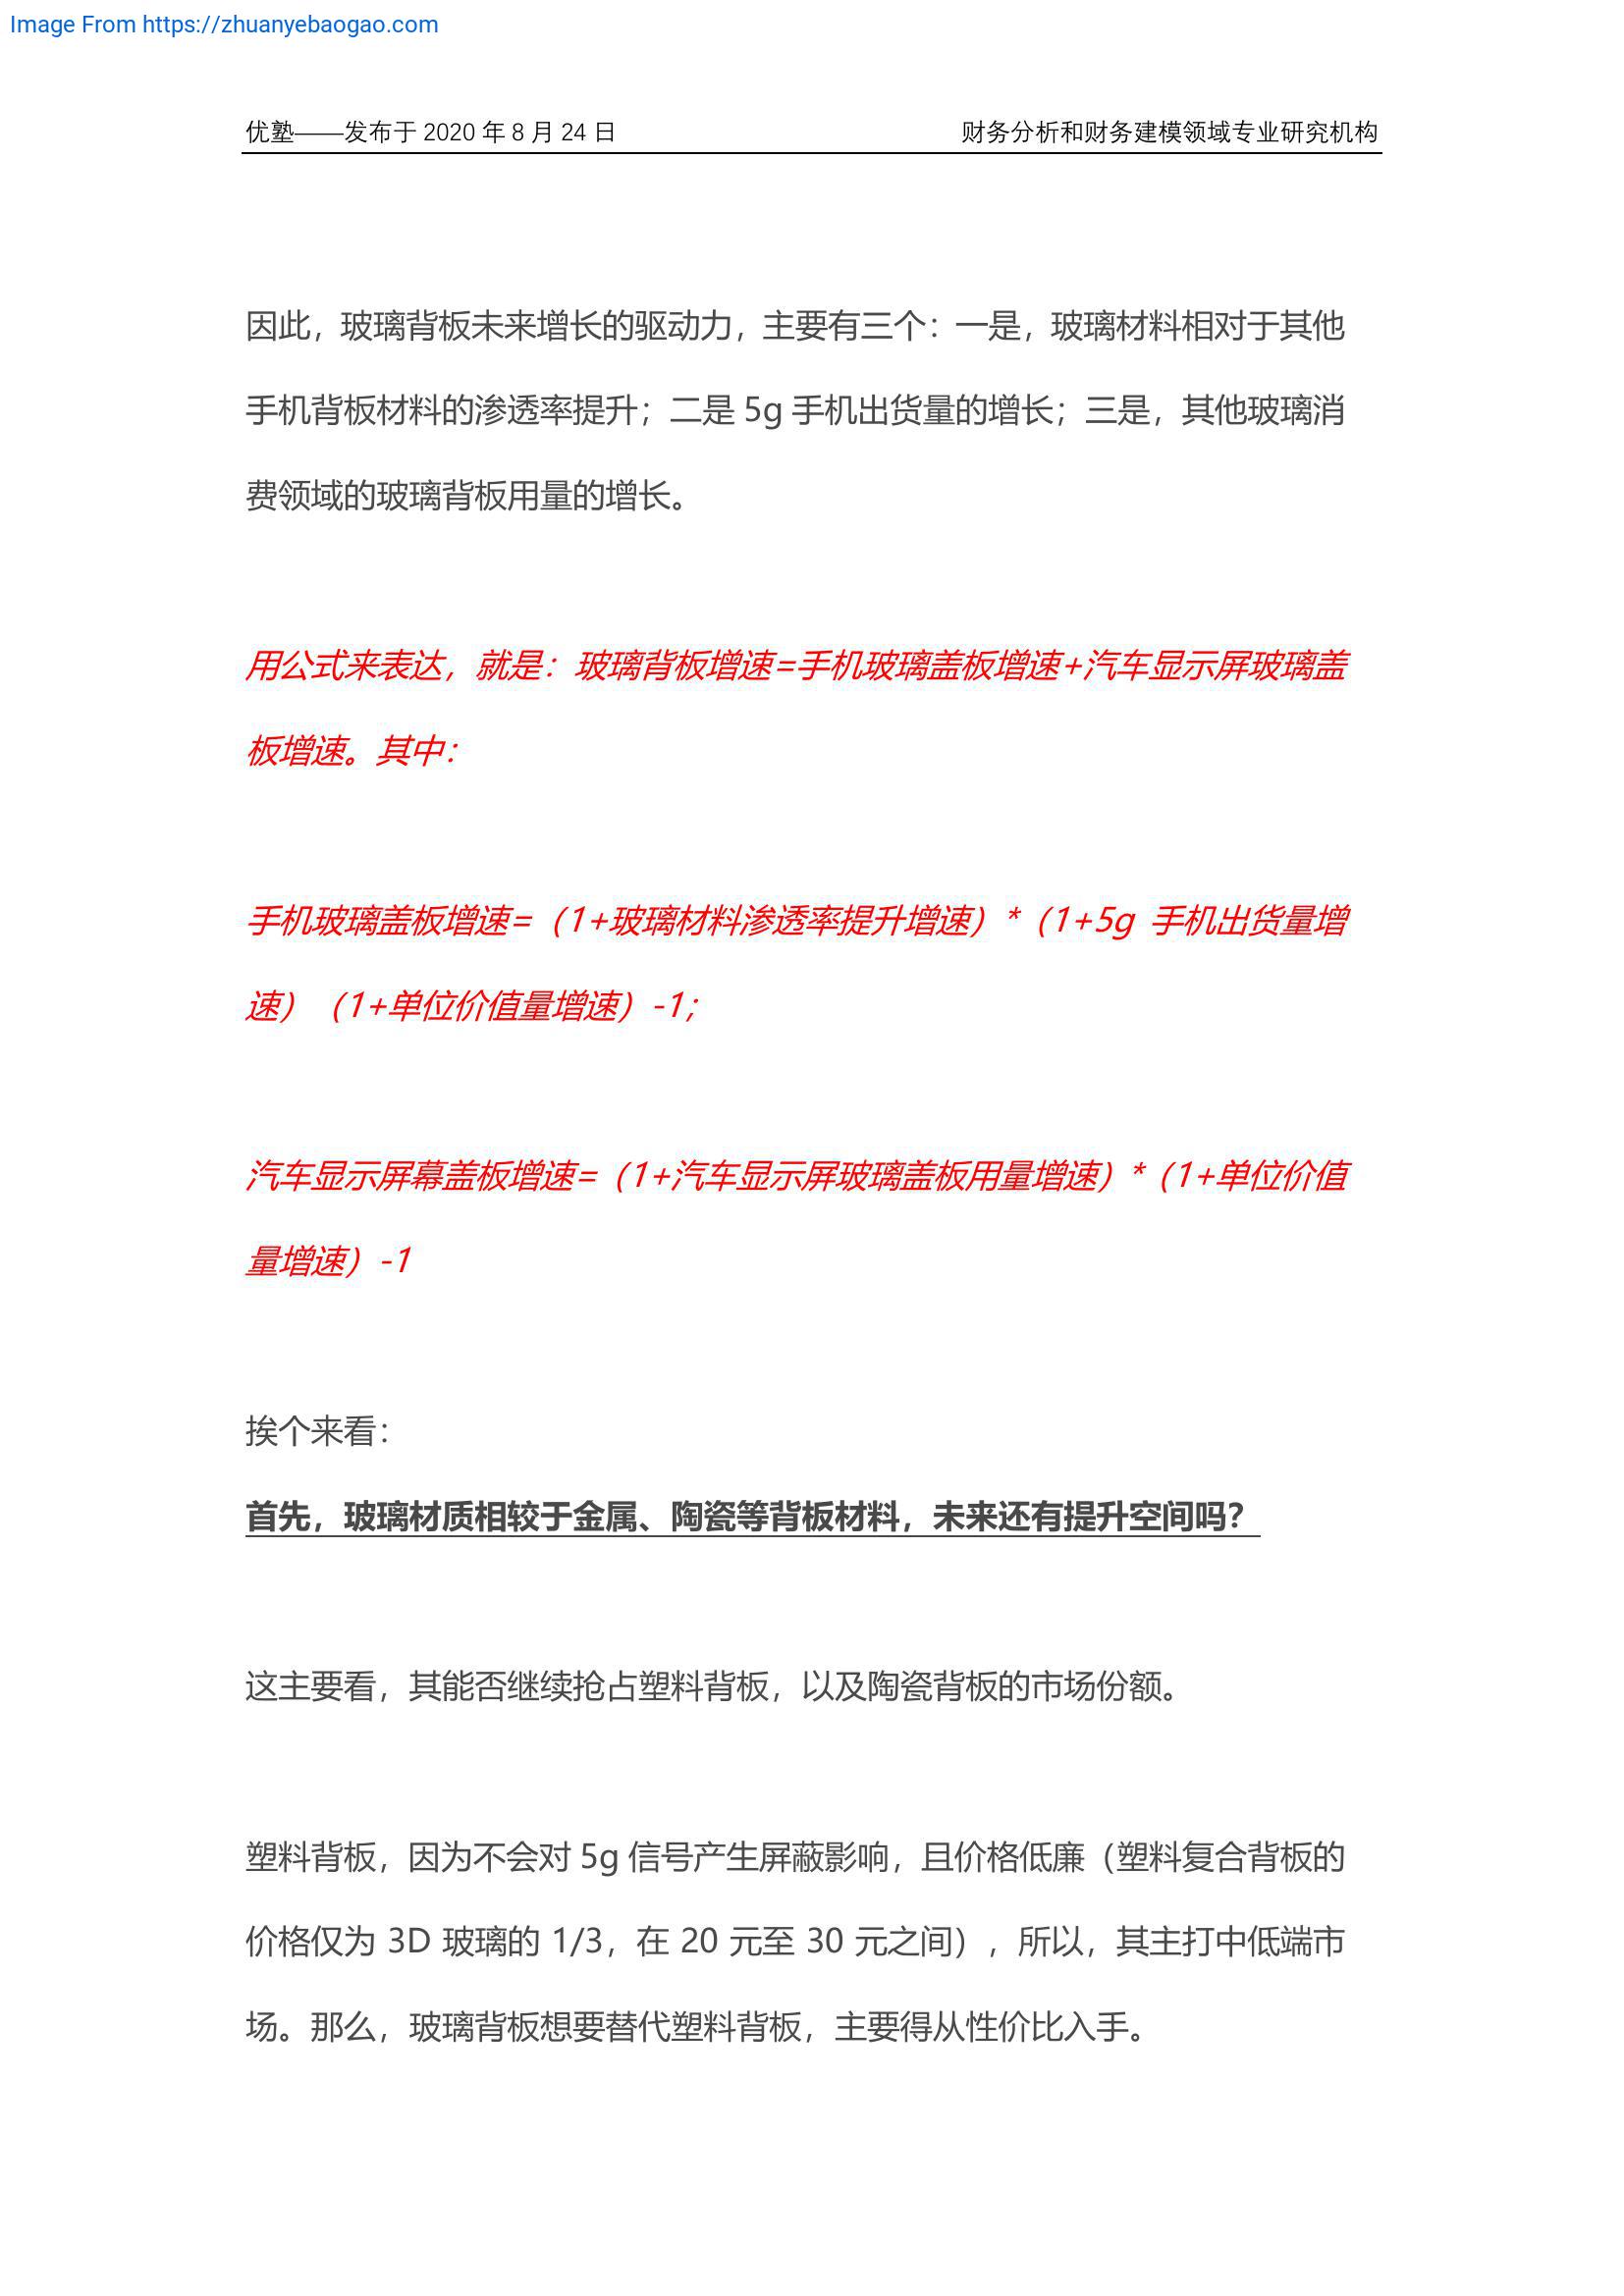 Image From https://zhuanyebaogao.com
优塾——发布于 2020 年 8 月 24 日 财务分析和财务建模领域专业研究机构
因此，玻璃背板未来增长的驱动力，主要有三个：一是，玻璃材料相对于其他
手机背板材料的渗透率提升；二是 5g 手机出货量的增长；三是，其他玻璃消
费领域的玻璃背板用量的增长。
用公式来表达，就是：玻璃背板增速=手机玻璃盖板增速+汽车显示屏玻璃盖
板增速。其中：
手机玻璃盖板增速=（1+玻璃材料渗透率提升增速）*（1+5g 手机出货量增
速）（1+单位价值量增速）-1；
汽车显示屏幕盖板增速=（1+汽车显示屏玻璃盖板用量增速）*（1+单位价值
量增速）-1
挨个来看：
首先，玻璃材质相较于金属、陶瓷等背板材料，未来还有提升空间吗？
这主要看，其能否继续抢占塑料背板，以及陶瓷背板的市场份额。
塑料背板，因为不会对 5g 信号产生屏蔽影响，且价格低廉（塑料复合背板的
价格仅为 3D 玻璃的 1/3，在 20 元至 30 元之间），所以，其主打中低端市
场。那么，玻璃背板想要替代塑料背板，主要得从性价比入手。